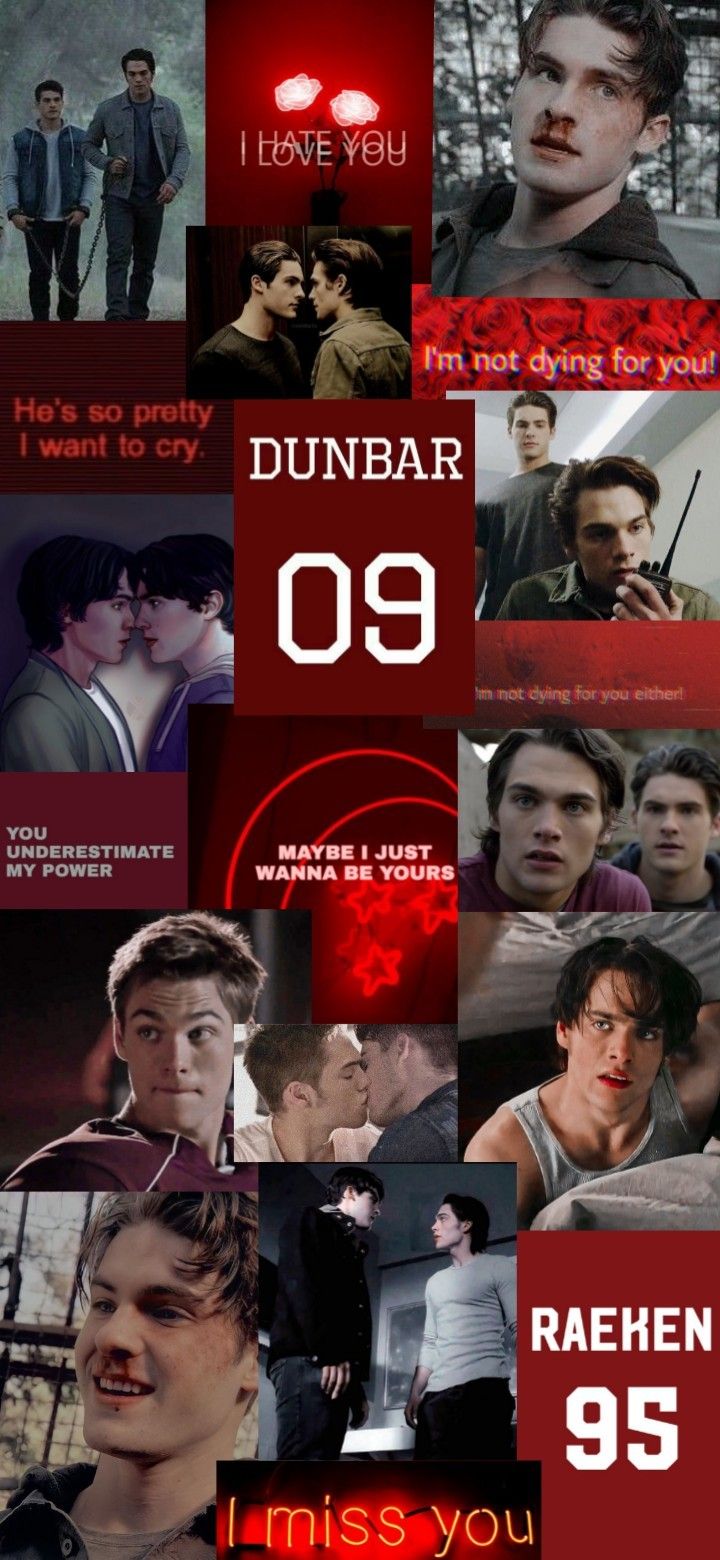 I HATE YOU
I LOVE YOU
I'm not dying for you!
He's so pretty
I want to cry.
DUNBAR
09
I'm not dying for you either!
YOU
UNDERESTIMATE
MY POWER
MAYBE I JUST
WANNA BE YOURS
RAEKEN
95
I miss you